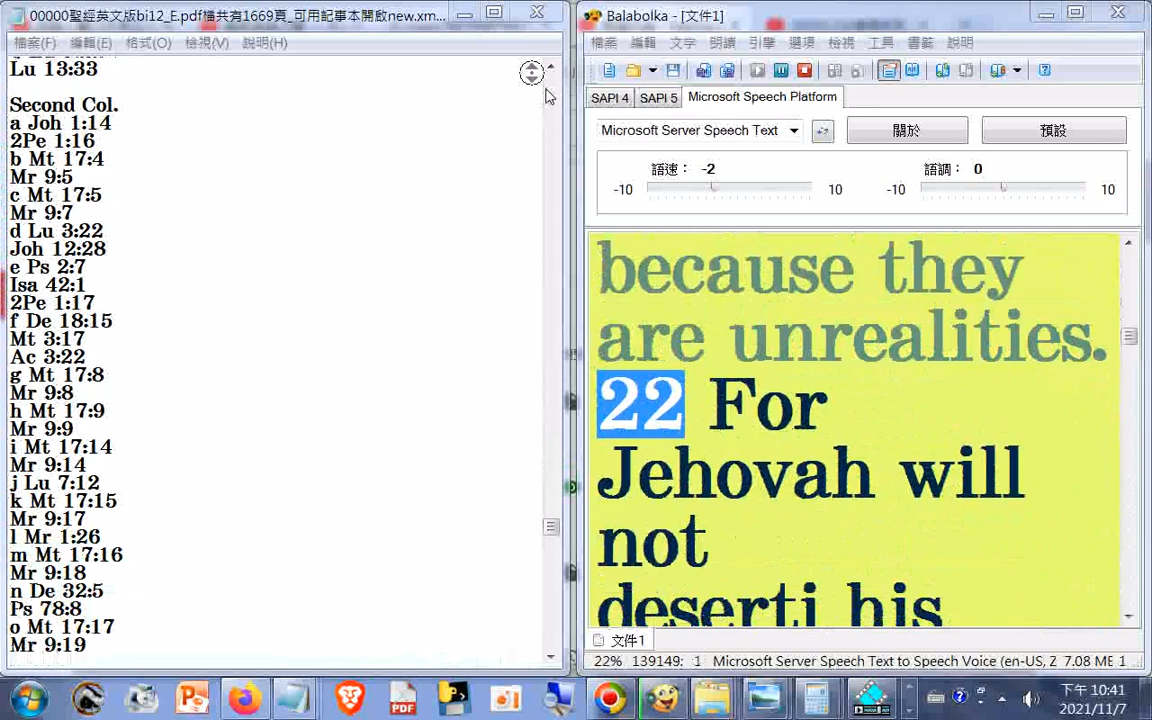 00000聖經英文版bi12_E.pdf檔共有1669頁_可用記事本開啟new.xm...
檔案(F) 編輯(E) 格式(O) 檢視(V) 說明(H)
Lu 13:33
Second Col.
a Joh 1:14
2Pe 1:16
b Mt 17:4
Mr 9:5
c Mt 17:5
Mr 9:7
d Lu 3:22
Joh 12:28
e Ps 2:7
Isa 42:1
2Pe 1:17
f De 18:15
Mt 3:17
Ac 3:22
g Mt 17:8
Mr 9:8
h Mt 17:9
Mr 9:9
i Mt 17:14
Mr 9:14
j Lu 7:12
k Mt 17:15
Mr 9:17
l Mr 1:26
m Mt 17:16
Mr 9:18
n De 32:5
Ps 78:8
o Mt 17:17
Mr 9:19
Balabolka - [文件1]
檔案 編輯 文字 朗讀 引擎 選項 檢視 工具 書籤 說明
SAPI 4 SAPI 5 Microsoft Speech Platform
Microsoft Server Speech Text 關於 預設
語速： -2 語調： 0
-10 10 -10 10
because they
are unrealities.
22 For
Jehovah will
not
deserti his
文件1
22% 139149: 1 Microsoft Server Speech Text to Speech Voice (en-US, Z 7.08 ME 1
PDF
下午 10:41
2021/11/7